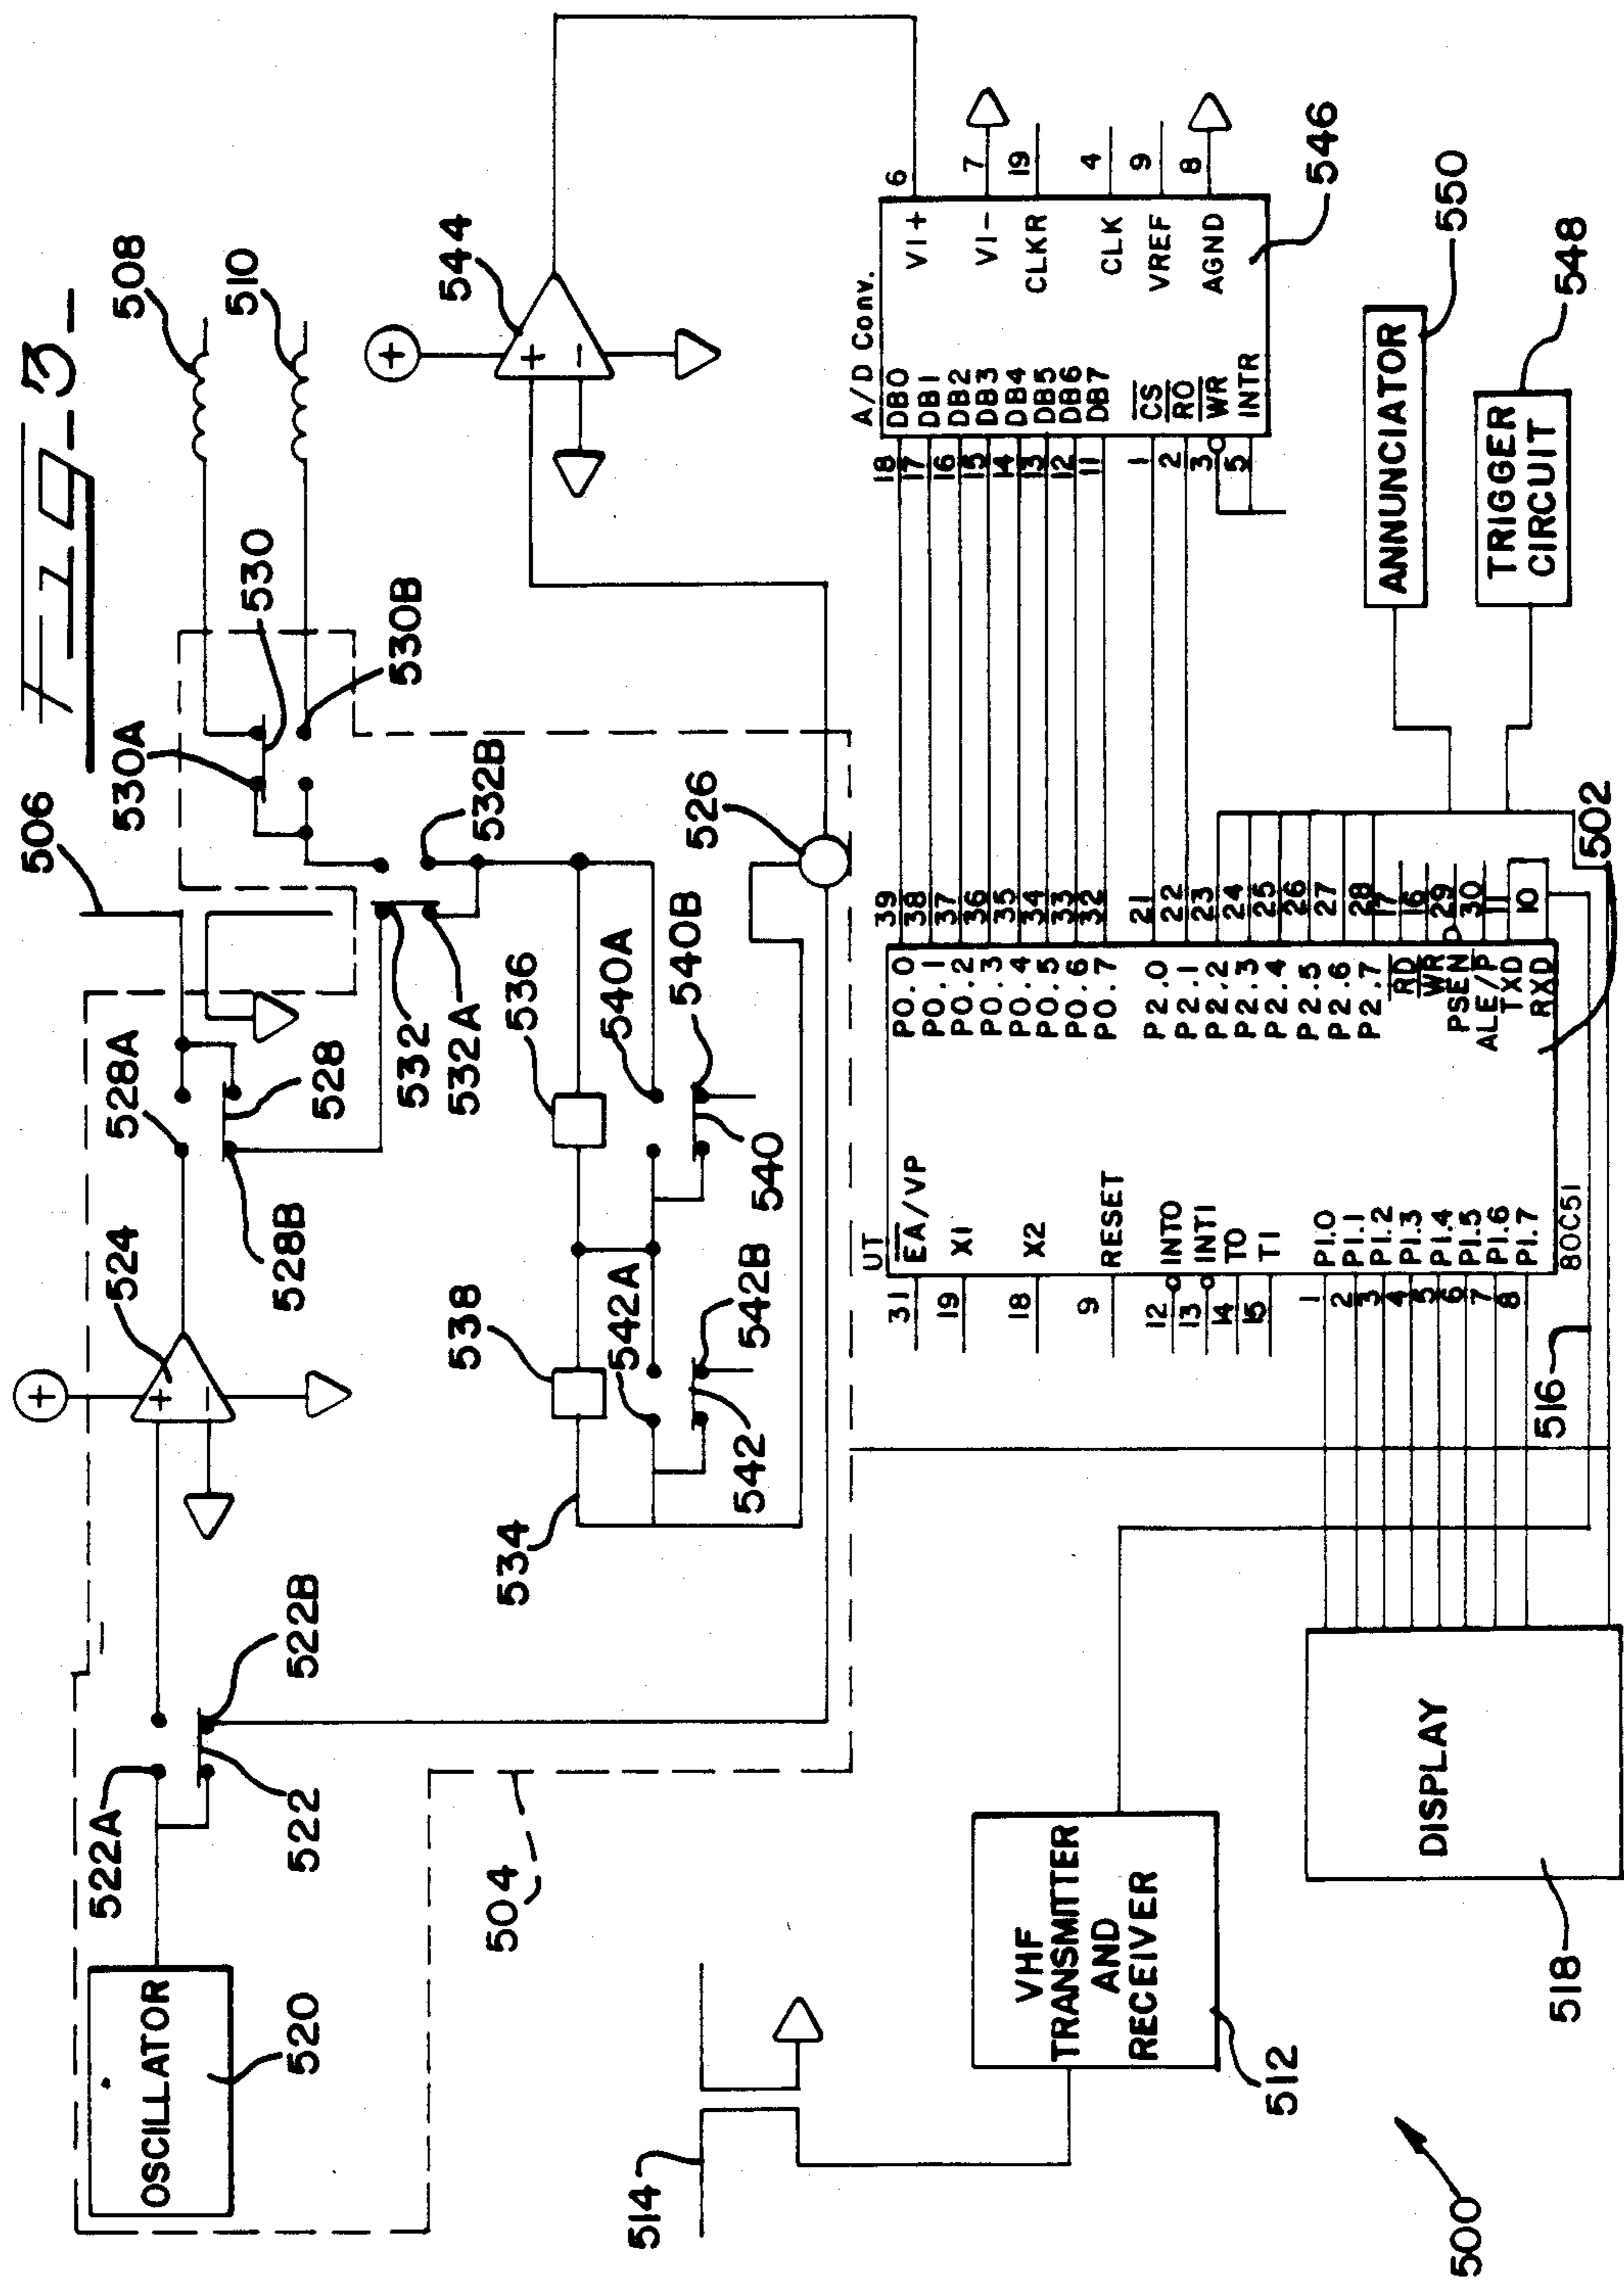 Fig. 3
506
508
510
530A
530
530B
524
528A
528
528B
532
532A
532B
544
+
-
+
+
-
+
OSCILLATOR
520
522A
522
522B
504
534
538
536
542A
542
542B
540A
540
540B
526
514
VHF
TRANSMITTER
AND
RECEIVER
512
DISPLAY
518
516
500
UT
EA/VP
X1
X2
RESET
INT0
INT1
T0
T1
P1.0
P1.1
P1.2
P1.3
P1.4
P1.5
P1.6
P1.7
80C51
31
19
18
9
12
13
14
15
1
2
3
4
5
6
7
8
P0.0
P0.1
P0.2
P0.3
P0.4
P0.5
P0.6
P0.7
P2.0
P2.1
P2.2
P2.3
P2.4
P2.5
P2.6
P2.7
RD
WR
PSEN
ALE/P
TXD
RXD
39
38
37
36
35
34
33
32
21
22
23
24
25
26
27
28
17
16
29
30
11
10
502
A/D Conv.
DB0
DB1
DB2
DB3
DB4
DB5
DB6
DB7
CS
RO
WR
INTR
18
17
16
15
14
13
12
11
1
2
3
5
VI+
VI-
CLKR
CLK
VREF
AGND
6
7
19
4
9
8
546
ANNUNCIATOR
550
TRIGGER
CIRCUIT
548